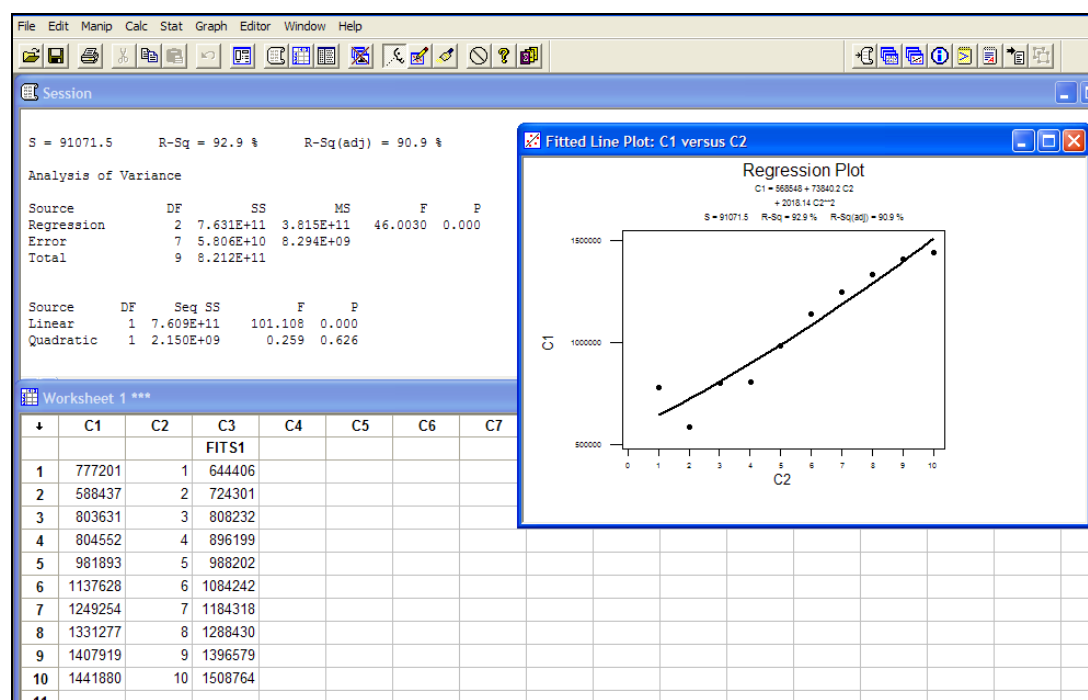 File Edit Manip Calc Stat Graph Editor Window Help
Session
S = 91071.5 R-Sq = 92.9 % R-Sq(adj) = 90.9 %
Analysis of Variance
Source DF SS MS F P
Regression 2 7.631E+11 3.815E+11 46.0030 0.000
Error 7 5.806E+10 8.294E+09
Total 9 8.212E+11
Source DF Seq SS F P
Linear 1 7.609E+11 101.108 0.000
Quadratic 1 2.150E+09 0.259 0.626
Fitted Line Plot: C1 versus C2
Regression Plot
C1 = 568548 + 73840.2 C2
+ 2018.14 C2**2
S = 91071.5 R-Sq = 92.9 % R-Sq(adj) = 90.9 %
1500000
1000000
500000
C1
0 1 2 3 4 5 6 7 8 9 10
C2
Worksheet 1 ***
C1 C2 C3 C4 C5 C6 C7
FITS1
1 777201 1 644406
2 588437 2 724301
3 803631 3 808232
4 804552 4 896199
5 981893 5 988202
6 1137628 6 1084242
7 1249254 7 1184318
8 1331277 8 1288430
9 1407919 9 1396579
10 1441880 10 1508764
11